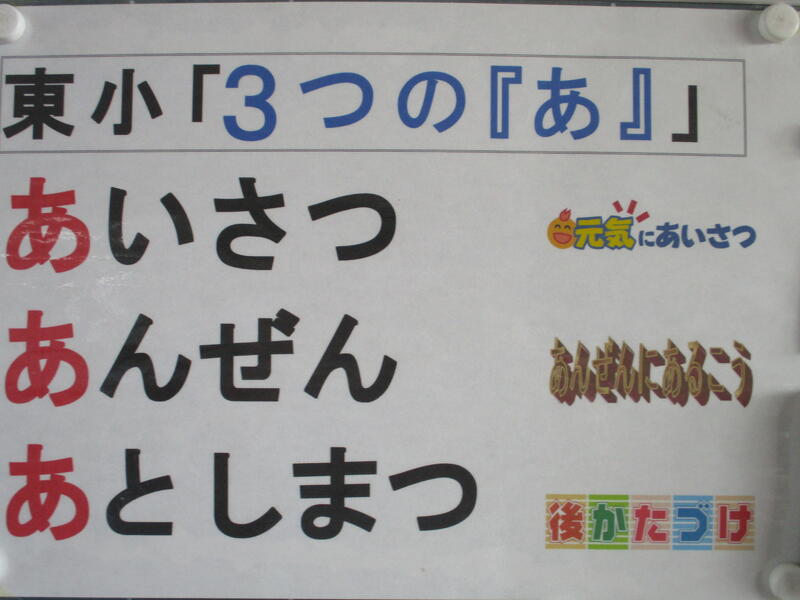 東小「3つの『あ』」
あいさつ
元気にあいさつ
あんぜん
あんぜんにあるこう
あとしまつ
後かたづけ